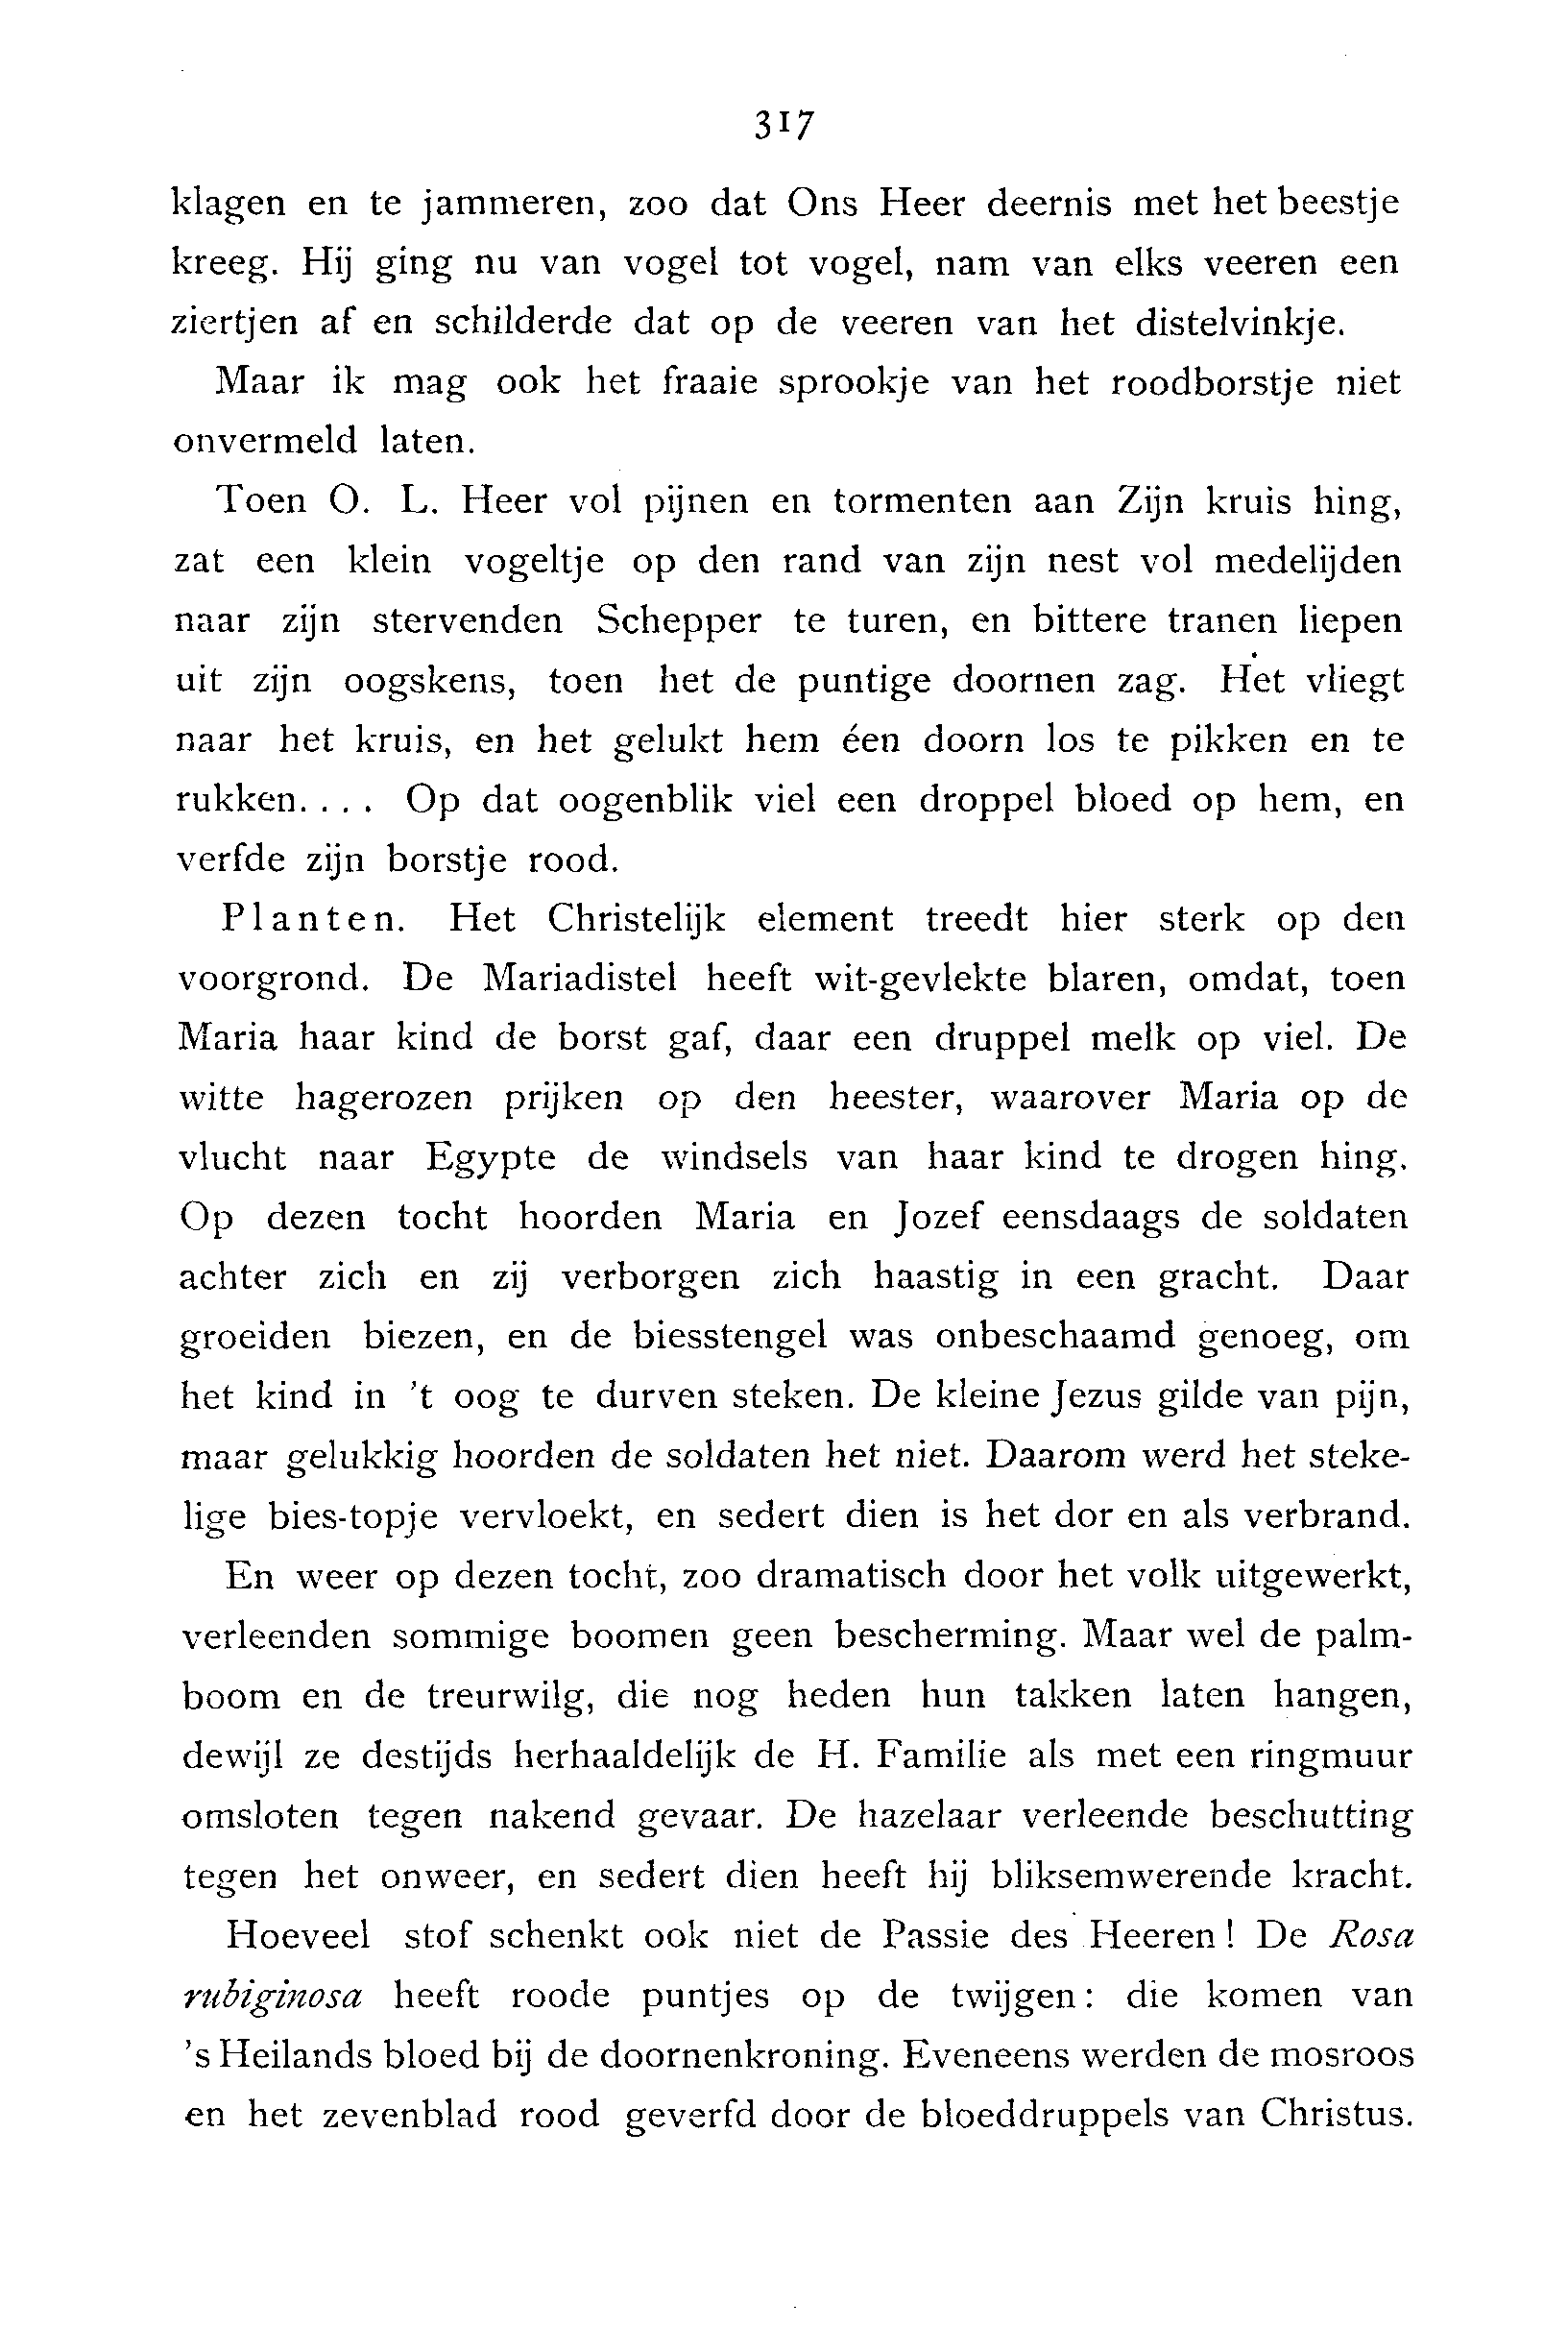 317
klagen en te jammeren, zoo dat Ons Heer deernis met het beestje
kreeg. Hij ging nu van vogel tot vogel, nam van elks veeren een
ziertjen af en schilderde dat op de veeren van het distelvinkje.
Maar ik mag ook het fraaie sprookje van het roodborstje niet
onvermeld laten.
Toen O. L. Heer vol pijnen en tormenten aan Zijn kruis hing,
zat een klein vogeltje op den rand van zijn nest vol medelijden
naar zijn stervenden Schepper te turen, en bittere tranen liepen
uit zijn oogskens, toen het de puntige doornen zag. Het vliegt
naar het kruis, en het gelukt hem één doorn los te pikken en te
rukken. . . . Op dat oogenblik viel een droppel bloed op hem, en
verfde zijn borstje rood.
Planten. Het Christelijk element treedt hier sterk op den
voorgrond. De Mariadistel heeft wit-gevlekte blaren, omdat, toen
Maria haar kind de borst gaf, daar een druppel melk op viel. De
witte hagerozen prijken op den heester, waarover Maria op de
vlucht naar Egypte de windsels van haar kind te drogen hing.
Op dezen tocht hoorden Maria en Jozef eensdaags de soldaten
achter zich en zij verborgen zich haastig in een gracht. Daar
groeiden biezen, en de biesstengel was onbeschaamd genoeg, om
het kind in 't oog te durven steken. De kleine Jezus gilde van pijn,
maar gelukkig hoorden de soldaten het niet. Daarom werd het steke-
lige bies-topje vervloekt, en sedert dien is het dor en als verbrand.
En weer op dezen tocht, zoo dramatisch door het volk uitgewerkt,
verleenden sommige boomen geen bescherming. Maar wel de palm-
boom en de treurwilg, die nog heden hun takken laten hangen,
dewijl ze destijds herhaaldelijk de H. Familie als met een ringmuur
omsloten tegen nakend gevaar. De hazelaar verleende beschutting
tegen het onweer, en sedert dien heeft hij bliksemwerende kracht.
Hoeveel stof schenkt ook niet de Passie des Heeren! De Rosa
rubiginosa heeft roode puntjes op de twijgen: die komen van
's Heilands bloed bij de doornenkroning. Eveneens werden de mosroos
en het zevenblad rood geverfd door de bloeddruppels van Christus.